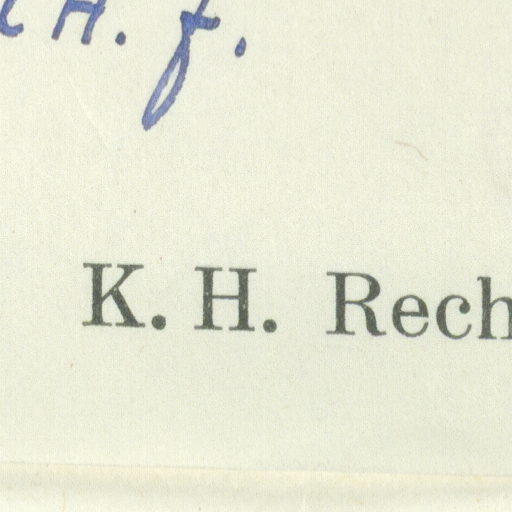 H. f.
K. H. Rech